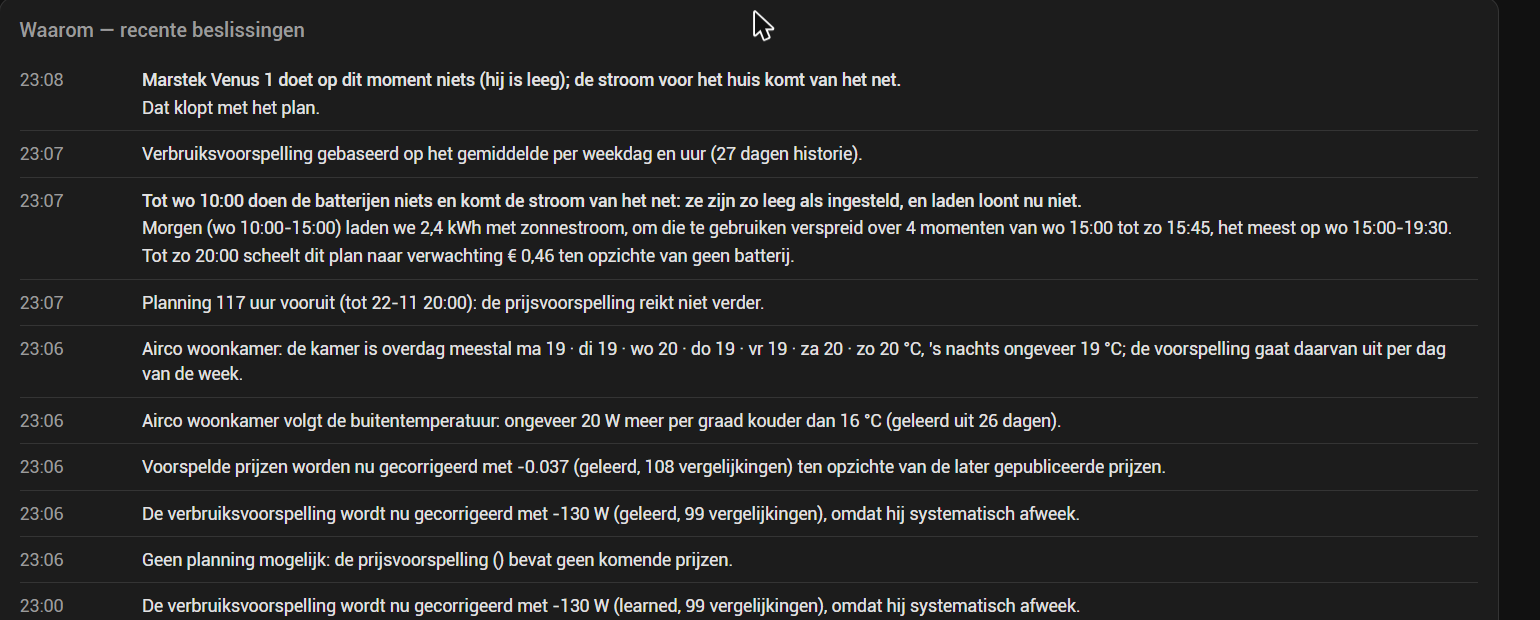 Waarom — recente beslissingen
23:08 Marstek Venus 1 doet op dit moment niets (hij is leeg); de stroom voor het huis komt van het net.
Dat klopt met het plan.
23:07 Verbruiksvoorspelling gebaseerd op het gemiddelde per weekdag en uur (27 dagen historie).
23:07 Tot wo 10:00 doen de batterijen niets en komt de stroom van het net: ze zijn zo leeg als ingesteld, en laden loont nu niet.
Morgen (wo 10:00-15:00) laden we 2,4 kWh met zonnestroom, om die te gebruiken verspreid over 4 momenten van wo 15:00 tot zo 15:45, het meest op wo 15:00-19:30.
Tot zo 20:00 scheelt dit plan naar verwachting € 0,46 ten opzichte van geen batterij.
23:07 Planning 117 uur vooruit (tot 22-11 20:00): de prijsvoorspelling reikt niet verder.
23:06 Airco woonkamer: de kamer is overdag meestal ma 19 · di 19 · wo 20 · do 19 · vr 19 · za 20 · zo 20 °C, 's nachts ongeveer 19 °C; de voorspelling gaat daarvan uit per dag
van de week.
23:06 Airco woonkamer volgt de buitentemperatuur: ongeveer 20 W meer per graad kouder dan 16 °C (geleerd uit 26 dagen).
23:06 Voorspelde prijzen worden nu gecorrigeerd met -0.037 (geleerd, 108 vergelijkingen) ten opzichte van de later gepubliceerde prijzen.
23:06 De verbruiksvoorspelling wordt nu gecorrigeerd met -130 W (geleerd, 99 vergelijkingen), omdat hij systematisch afweek.
23:06 Geen planning mogelijk: de prijsvoorspelling () bevat geen komende prijzen.
23:00 De verbruiksvoorspelling wordt nu gecorrigeerd met -130 W (learned, 99 vergelijkingen), omdat hij systematisch afweek.